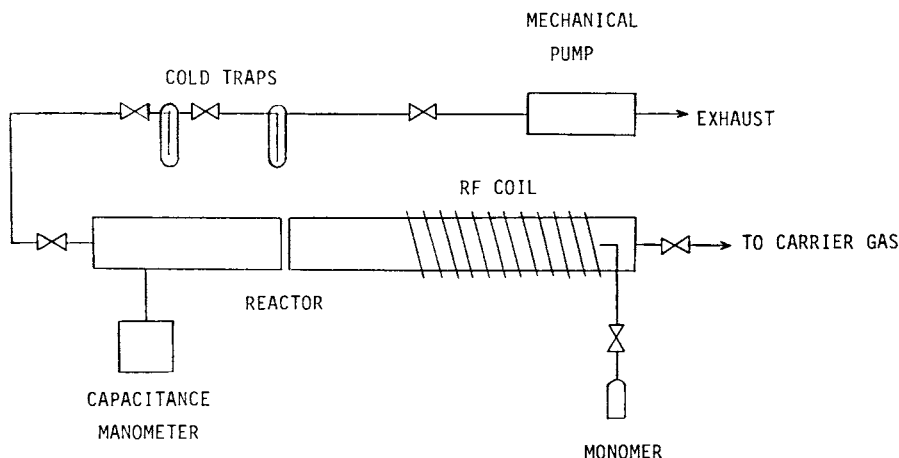 MECHANICAL
PUMP
COLD TRAPS
EXHAUST
RF COIL
TO CARRIER GAS
REACTOR
CAPACITANCE
MANOMETER
MONOMER